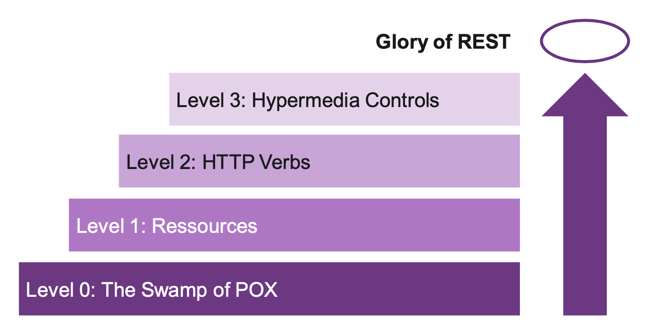 Glory of REST
Level 3: Hypermedia Controls
Level 2: HTTP Verbs
Level 1: Ressources
Level 0: The Swamp of POX